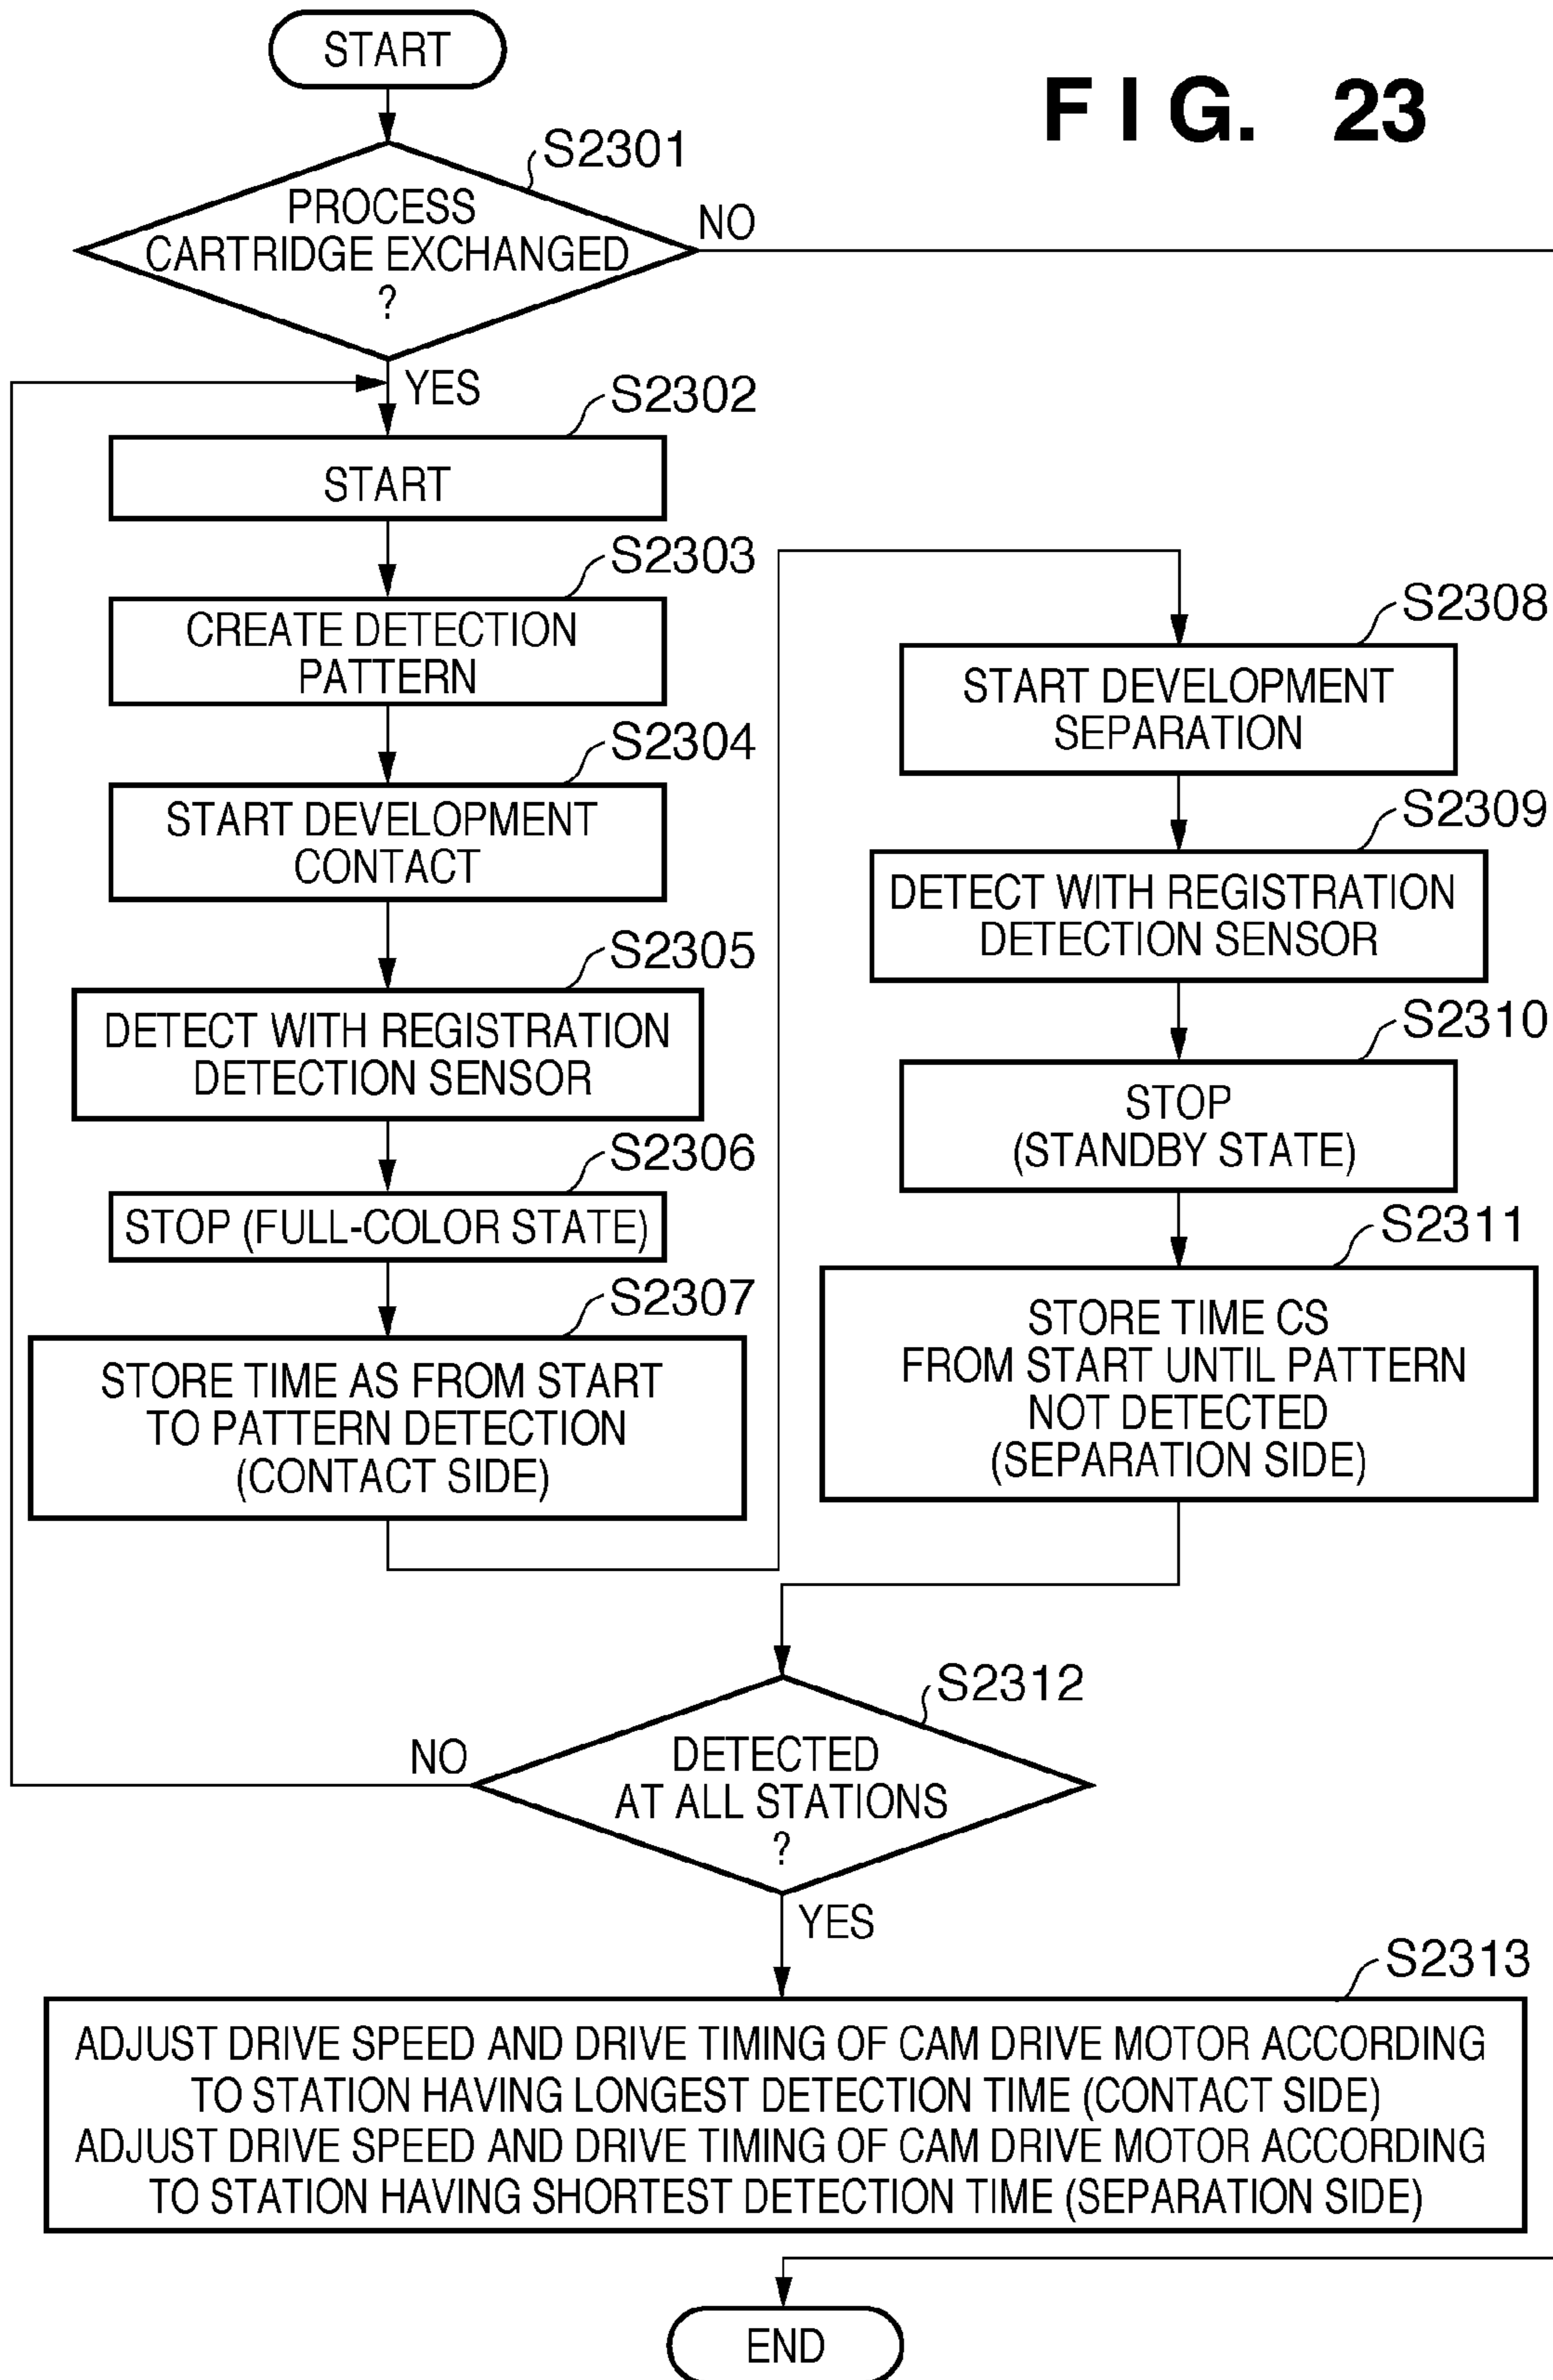 START
FIG. 23
S2301
PROCESS
CARTRIDGE EXCHANGED
?
NO
YES
S2302
START
S2303
CREATE DETECTION
PATTERN
S2304
START DEVELOPMENT
CONTACT
S2305
DETECT WITH REGISTRATION
DETECTION SENSOR
S2306
STOP (FULL-COLOR STATE)
S2307
STORE TIME AS FROM START
TO PATTERN DETECTION
(CONTACT SIDE)
S2308
START DEVELOPMENT
SEPARATION
S2309
DETECT WITH REGISTRATION
DETECTION SENSOR
S2310
STOP
(STANDBY STATE)
S2311
STORE TIME CS
FROM START UNTIL PATTERN
NOT DETECTED
(SEPARATION SIDE)
S2312
DETECTED
AT ALL STATIONS
?
NO
YES
S2313
ADJUST DRIVE SPEED AND DRIVE TIMING OF CAM DRIVE MOTOR ACCORDING
TO STATION HAVING LONGEST DETECTION TIME (CONTACT SIDE)
ADJUST DRIVE SPEED AND DRIVE TIMING OF CAM DRIVE MOTOR ACCORDING
TO STATION HAVING SHORTEST DETECTION TIME (SEPARATION SIDE)
END